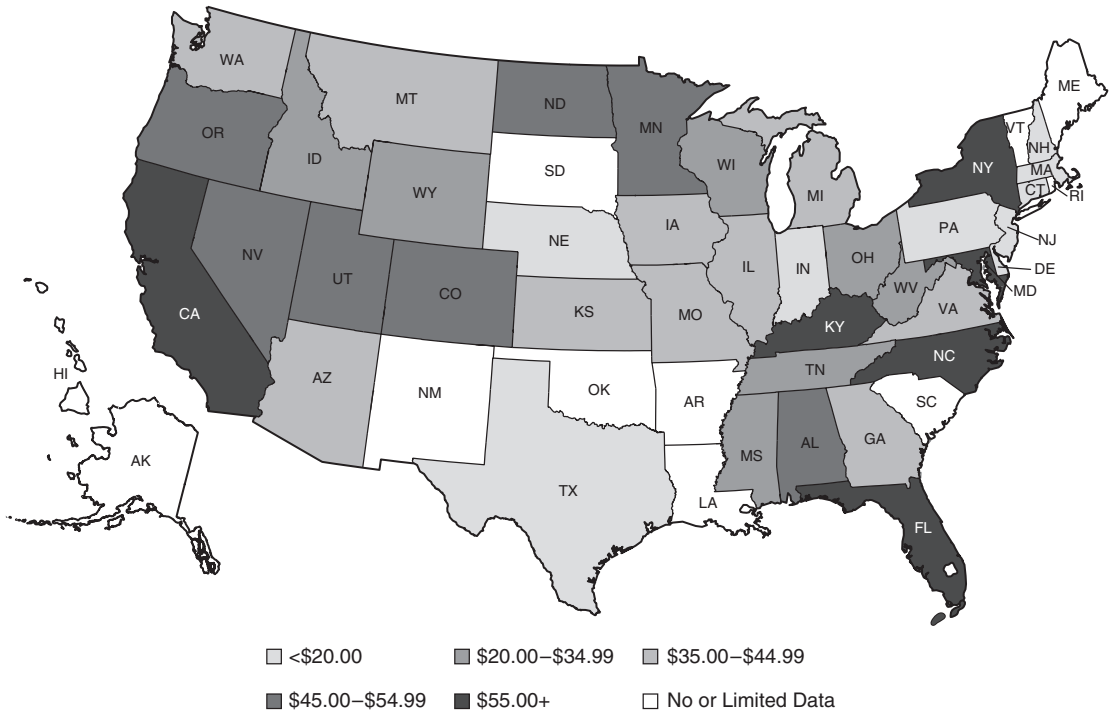 WA
MT
ND
MN
ME
VT
NH
OR
ID
SD
WI
NY
MA
WY
MI
CT
RI
IA
PA
NE
NJ
NV
UT
CO
IL
IN
OH
DE
WV
MD
CA
KS
MO
KY
VA
HI
AZ
NM
OK
TN
NC
AR
SC
AK
MS
AL
GA
TX
LA
FL
<$20.00
$20.00–$34.99
$35.00–$44.99
$45.00–$54.99
$55.00+
No or Limited Data